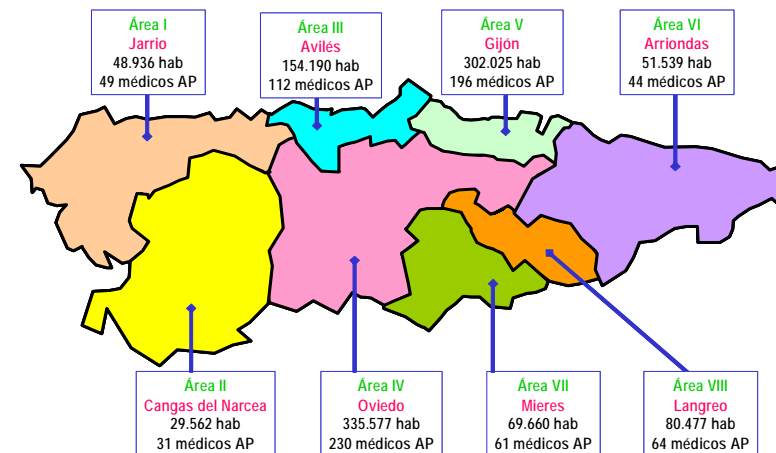 Área I
Jarrio
48.936 hab
49 médicos AP
Área III
Avilés
154.190 hab
112 médicos AP
Área V
Gijón
302.025 hab
196 médicos AP
Área VI
Arriondas
51.539 hab
44 médicos AP
Área II
Cangas del Narcea
29.562 hab
31 médicos AP
Área IV
Oviedo
335.577 hab
230 médicos AP
Área VII
Mieres
69.660 hab
61 médicos AP
Área VIII
Langreo
80.477 hab
64 médicos AP